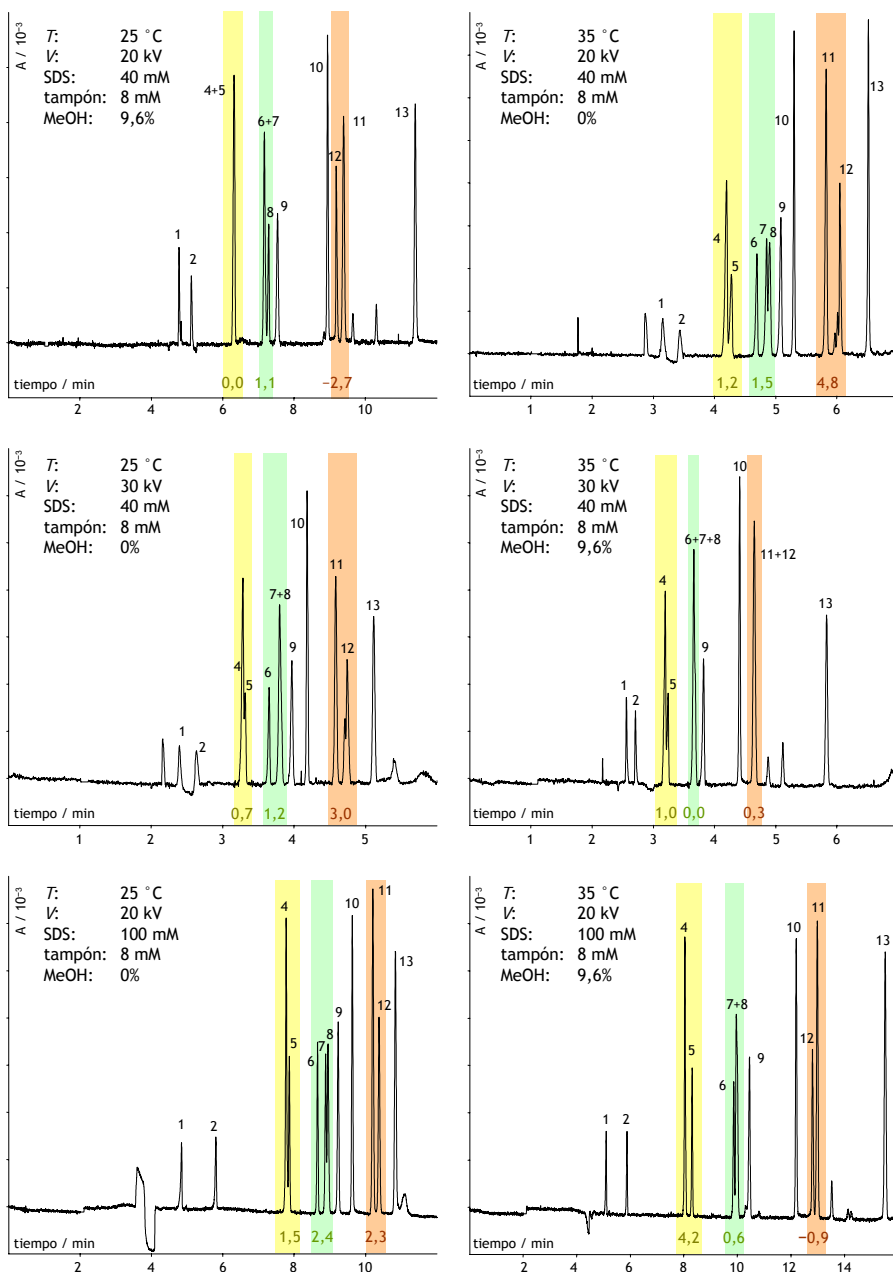 A / 10⁻³
T: 25 °C
V: 20 kV
SDS: 40 mM
tampón: 8 mM
MeOH: 9,6%
1
2
4+5
6+7
8
9
10
12
11
13
tiempo / min
0,0
1,1
−2,7
2
4
6
8
10
A / 10⁻³
T: 35 °C
V: 20 kV
SDS: 40 mM
tampón: 8 mM
MeOH: 0%
1
2
4
5
6
7
8
9
10
11
12
13
tiempo / min
1,2
1,5
4,8
1
2
3
4
5
6
A / 10⁻³
T: 25 °C
V: 30 kV
SDS: 40 mM
tampón: 8 mM
MeOH: 0%
1
2
4
5
6
7+8
9
10
11
12
13
tiempo / min
0,7
1,2
3,0
1
2
3
4
5
A / 10⁻³
T: 35 °C
V: 30 kV
SDS: 40 mM
tampón: 8 mM
MeOH: 9,6%
1
2
4
5
6+7+8
9
10
11+12
13
tiempo / min
1,0
0,0
0,3
1
2
3
4
5
6
A / 10⁻³
T: 25 °C
V: 20 kV
SDS: 100 mM
tampón: 8 mM
MeOH: 0%
1
2
4
5
6
7
8
9
10
11
12
13
tiempo / min
1,5
2,4
2,3
2
4
6
8
10
A / 10⁻³
T: 35 °C
V: 20 kV
SDS: 100 mM
tampón: 8 mM
MeOH: 9,6%
1
2
4
5
6
7+8
9
10
12
11
13
tiempo / min
4,2
0,6
−0,9
2
4
6
8
10
12
14